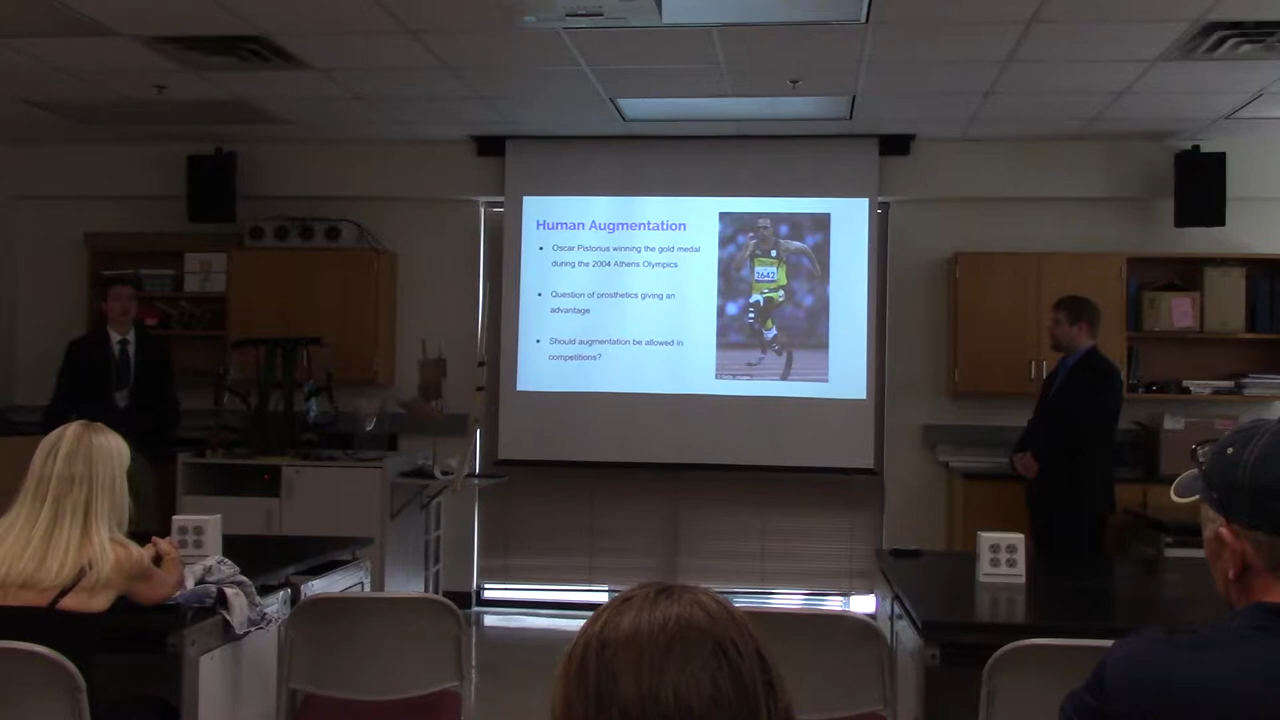 Human Augmentation
• Oscar Pistorius winning the gold medal
during the 2004 Athens Olympics
• Question of prosthetics giving an
advantage
• Should augmentation be allowed in
competitions?
2642